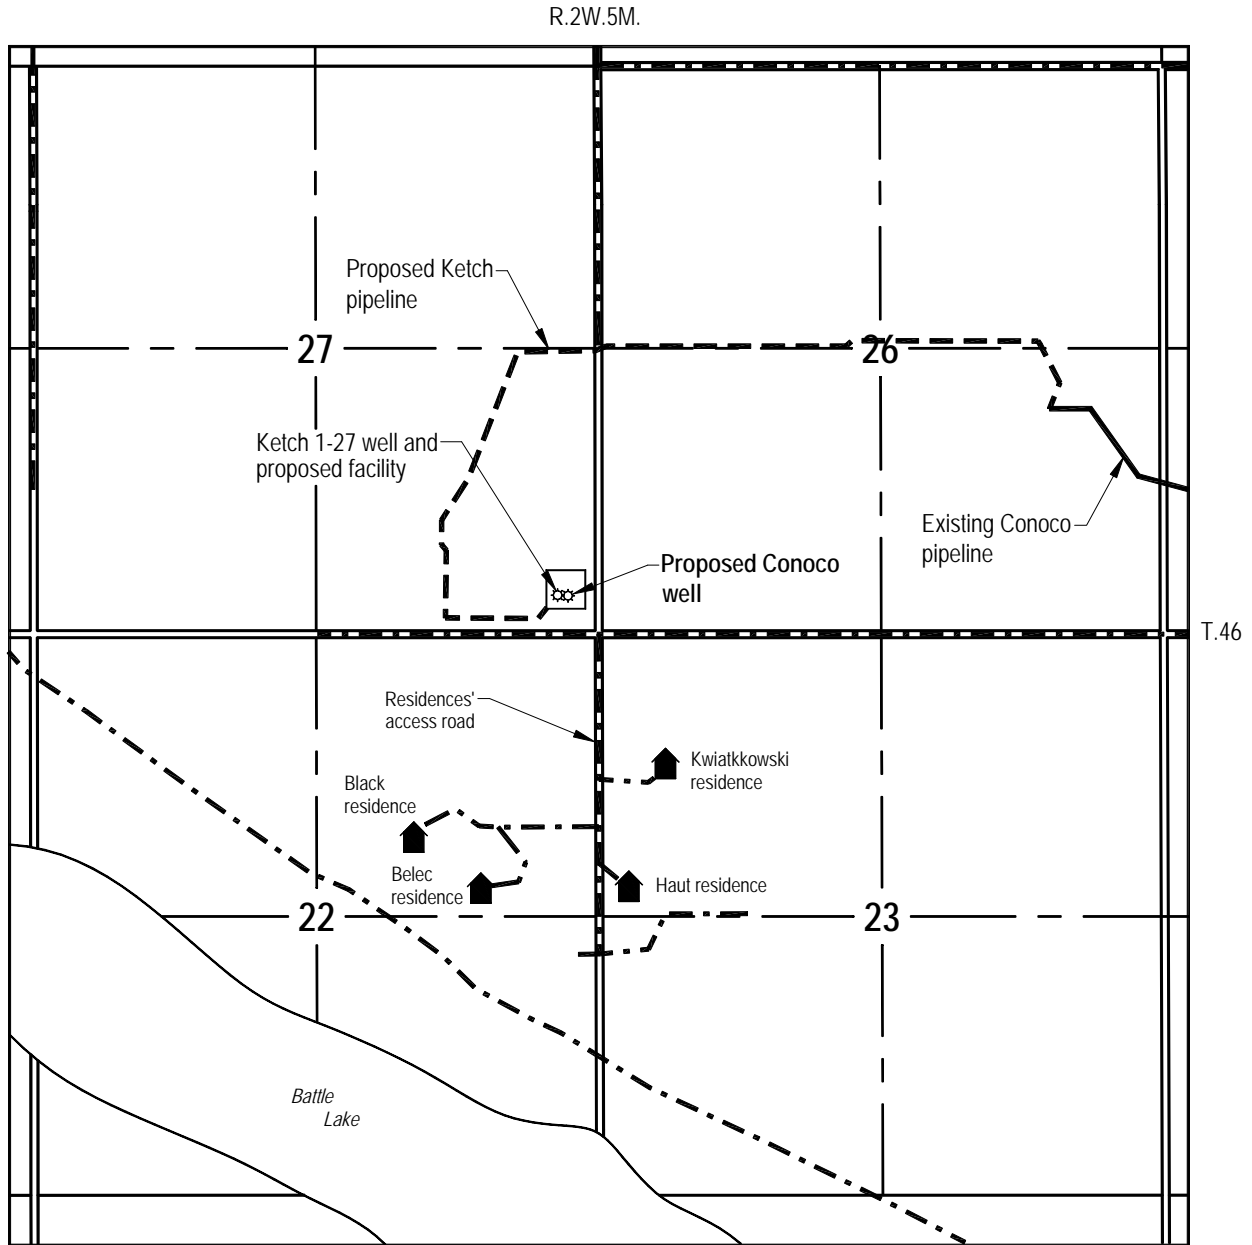 R.2W.5M.
Proposed Ketch
pipeline
27
26
Ketch 1-27 well and
proposed facility
Existing Conoco
pipeline
Proposed Conoco
well
T.46
Residences'
access road
Kwiatkkowski
residence
Black
residence
Belec
residence
Haut residence
22
23
Battle
Lake